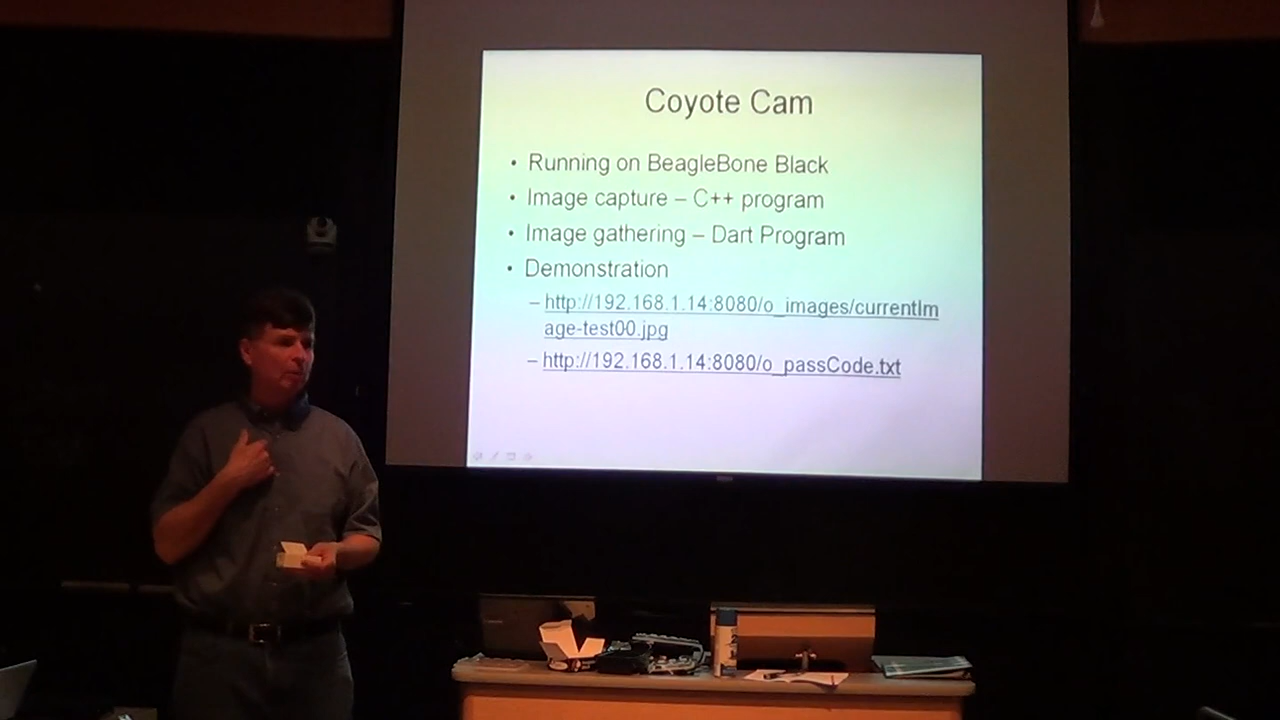 Coyote Cam
• Running on BeagleBone Black
• Image capture – C++ program
• Image gathering – Dart Program
• Demonstration
– http://192.168.1.14:8080/o_images/currentIm
age-test00.jpg
– http://192.168.1.14:8080/o_passCode.txt